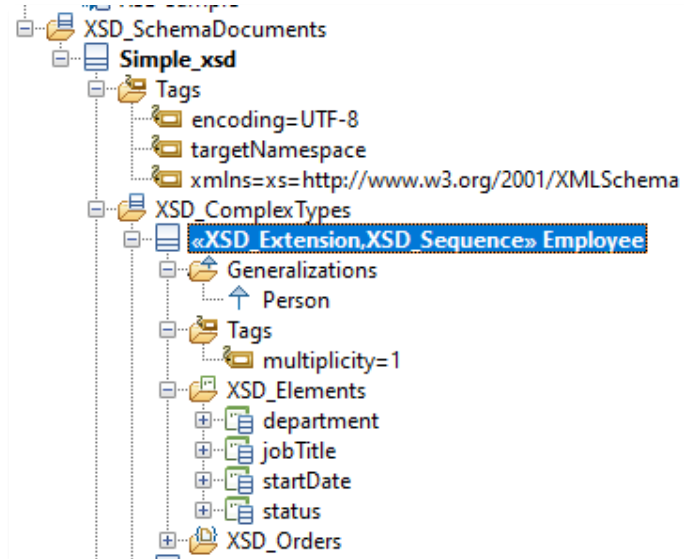 XSD_SchemaDocuments
Simple_xsd
Tags
encoding=UTF-8
targetNamespace
xmlns=xs=http://www.w3.org/2001/XMLSchema
XSD_ComplexTypes
«XSD_Extension,XSD_Sequence» Employee
Generalizations
Person
Tags
multiplicity=1
XSD_Elements
department
jobTitle
startDate
status
XSD_Orders